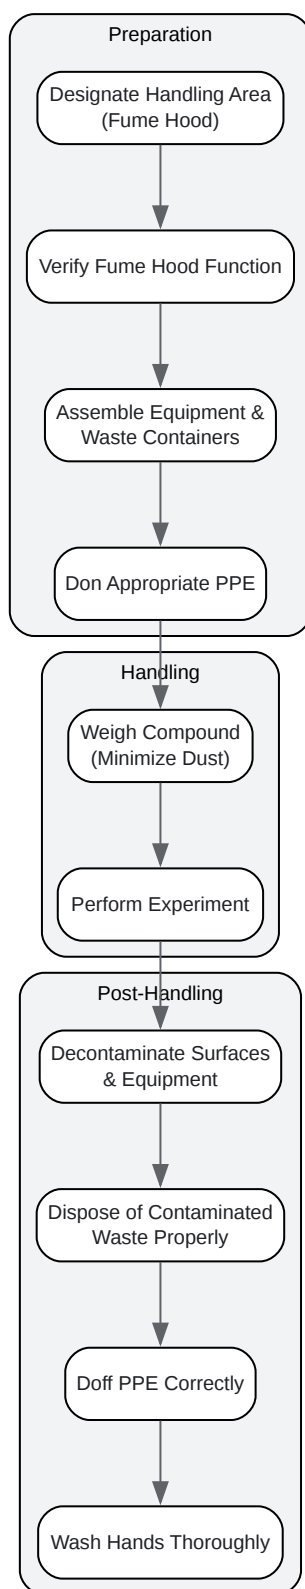 Preparation
Designate Handling Area
(Fume Hood)
Verify Fume Hood Function
Assemble Equipment &
Waste Containers
Don Appropriate PPE
Handling
Weigh Compound
(Minimize Dust)
Perform Experiment
Post-Handling
Decontaminate Surfaces
& Equipment
Dispose of Contaminated
Waste Properly
Doff PPE Correctly
Wash Hands Thoroughly